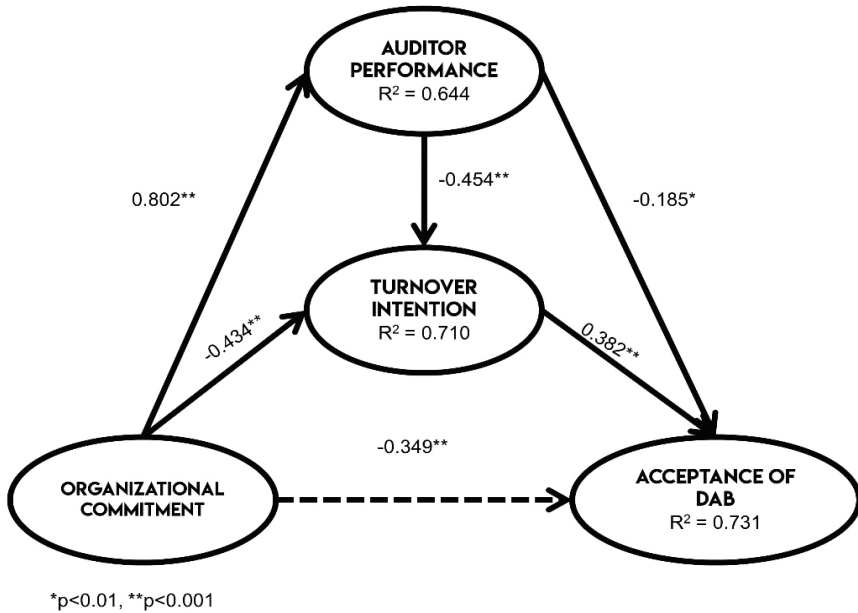 AUDITOR
PERFORMANCE
R² = 0.644
0.802**
-0.454**
-0.185*
TURNOVER
INTENTION
R² = 0.710
-0.434**
0.382**
-0.349**
ORGANIZATIONAL
COMMITMENT
ACCEPTANCE OF
DAB
R² = 0.731
*p<0.01, **p<0.001